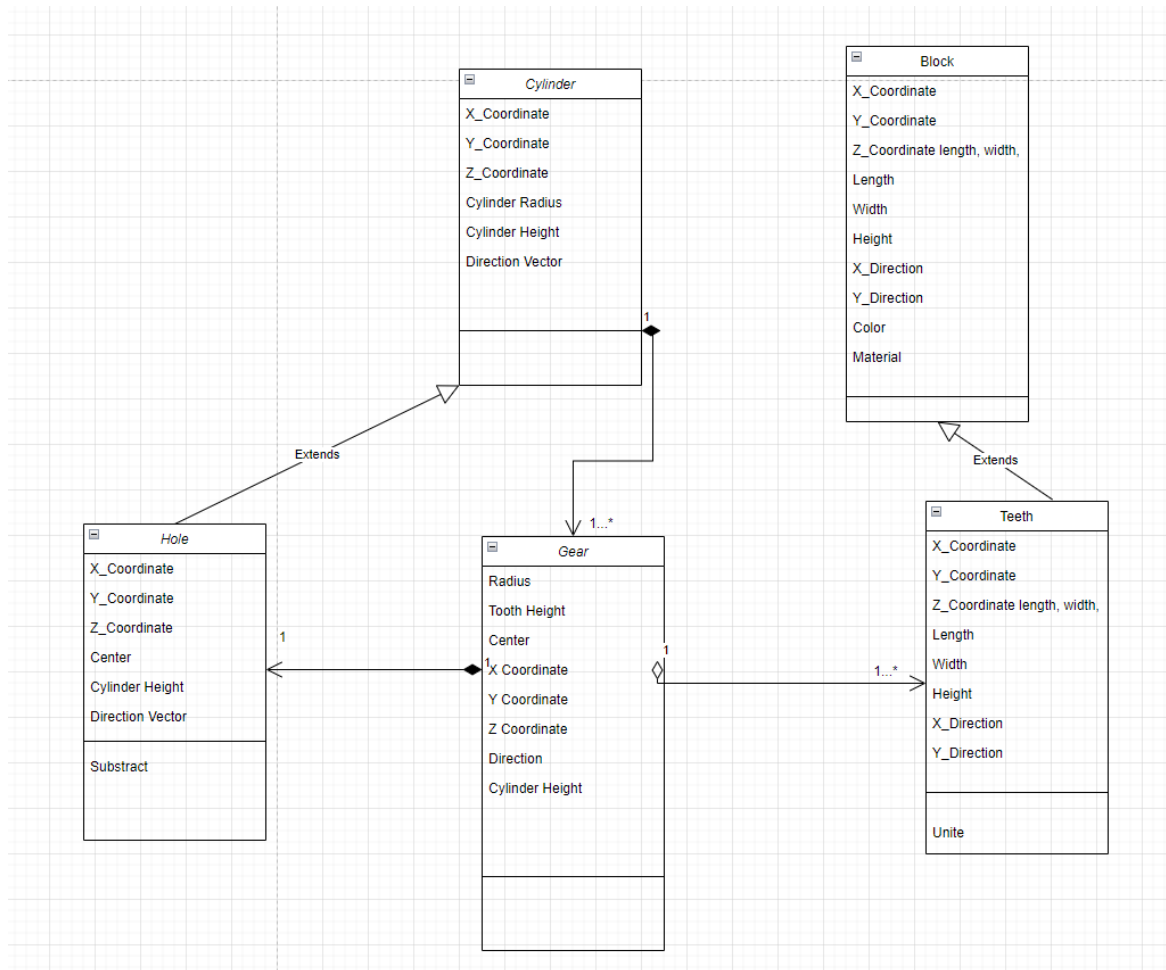 Cylinder
X_Coordinate
Y_Coordinate
Z_Coordinate
Cylinder Radius
Cylinder Height
Direction Vector
1
Block
X_Coordinate
Y_Coordinate
Z_Coordinate length, width,
Length
Width
Height
X_Direction
Y_Direction
Color
Material
Extends
Extends
1...*
Hole
X_Coordinate
Y_Coordinate
Z_Coordinate
Center
Cylinder Height
Direction Vector
Substract
1
1
Gear
Radius
Tooth Height
Center
X Coordinate
Y Coordinate
Z Coordinate
Direction
Cylinder Height
1
1...*
Teeth
X_Coordinate
Y_Coordinate
Z_Coordinate length, width,
Length
Width
Height
X_Direction
Y_Direction
Unite